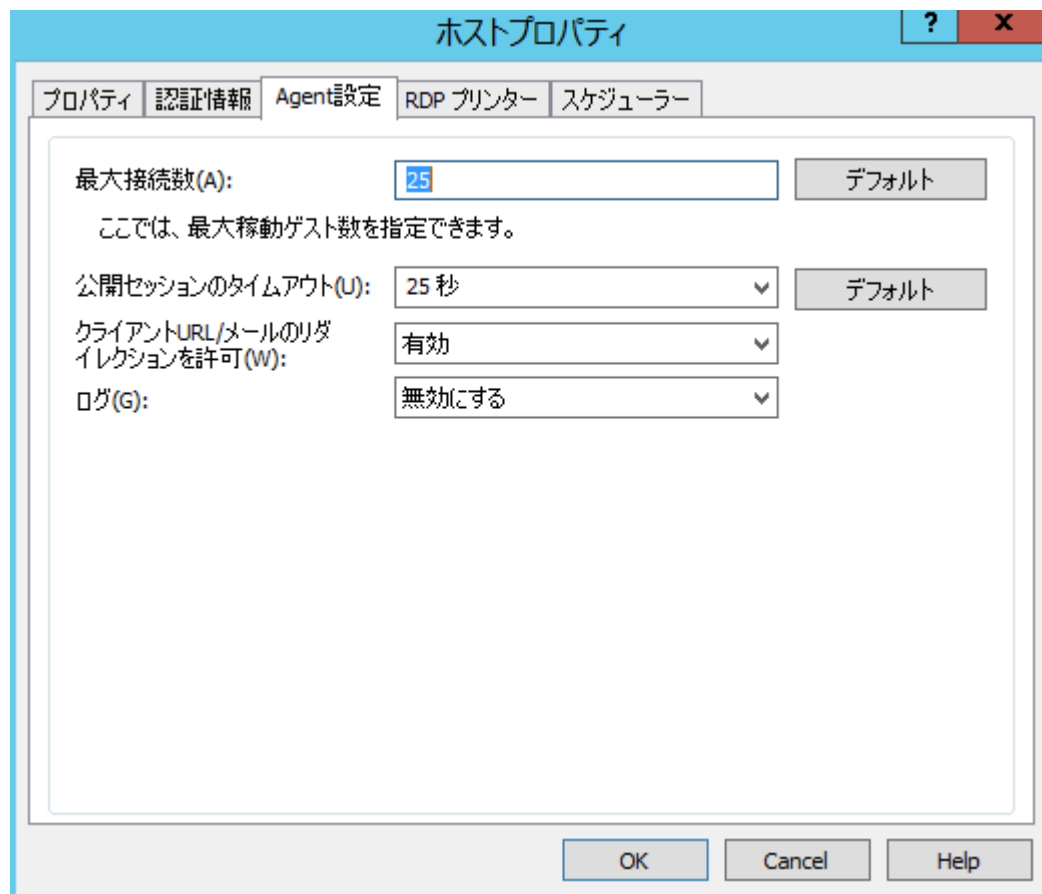 ホストプロパティ
? x
プロパティ 認証情報 Agent設定 RDP プリンター スケジューラー
最大接続数(A): 25 デフォルト
ここでは、最大稼動ゲスト数を指定できます。
公開セッションのタイムアウト(U): 25 秒 デフォルト
クライアントURL/メールのリダ
イレクションを許可(W): 有効
ログ(G): 無効にする
OK Cancel Help